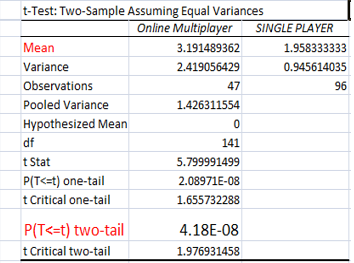 t-Test: Two-Sample Assuming Equal Variances
Online Multiplayer SINGLE PLAYER
Mean 3.191489362 1.958333333
Variance 2.419056429 0.945614035
Observations 47 96
Pooled Variance 1.426311554
Hypothesized Mean 0
df 141
t Stat 5.799991499
P(T<=t) one-tail 2.08971E-08
t Critical one-tail 1.655732288
P(T<=t) two-tail 4.18E-08
t Critical two-tail 1.976931458